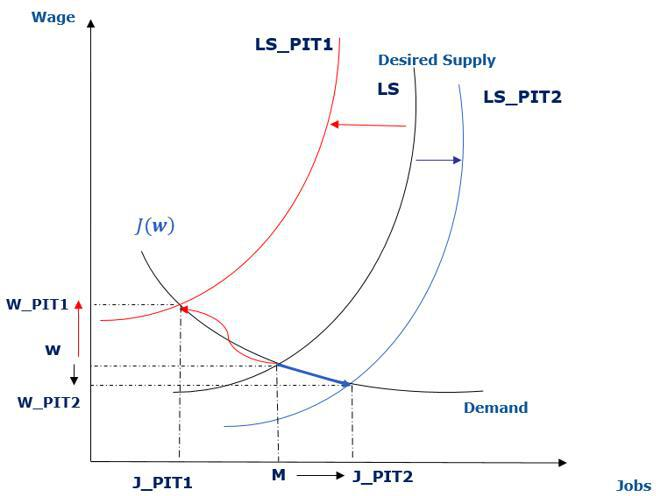 Wage
LS_PIT1
Desired Supply
LS
LS_PIT2
J(w)
W_PIT1
W
W_PIT2
Demand
J_PIT1
M
J_PIT2
Jobs